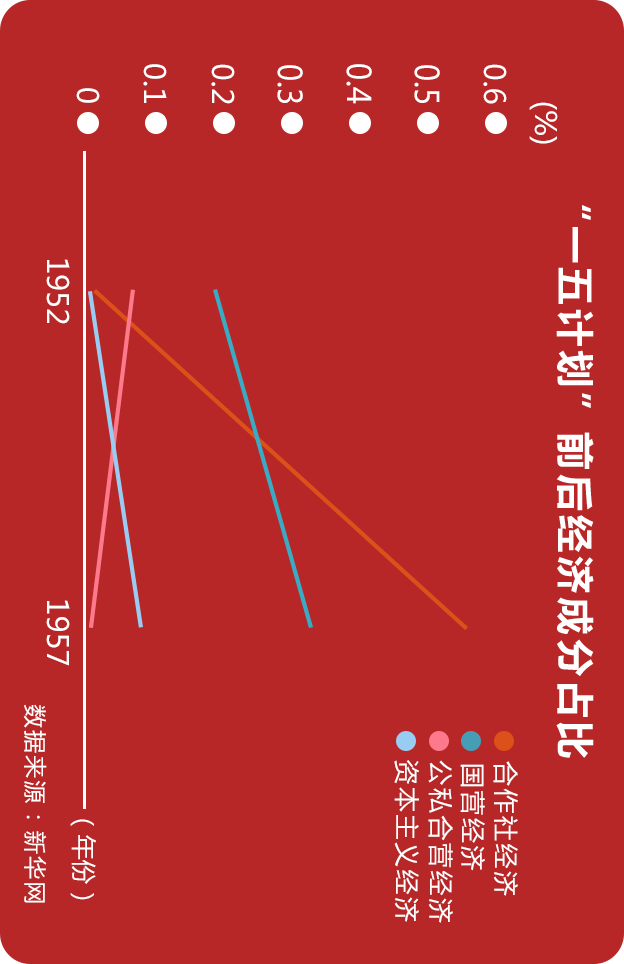 “一五计划”前后经济成分占比
(%)
0.6
0.5
0.4
0.3
0.2
0.1
0
1952
1957
(年份)
合作社经济
国营经济
公私合营经济
资本主义经济
数据来源：新华网